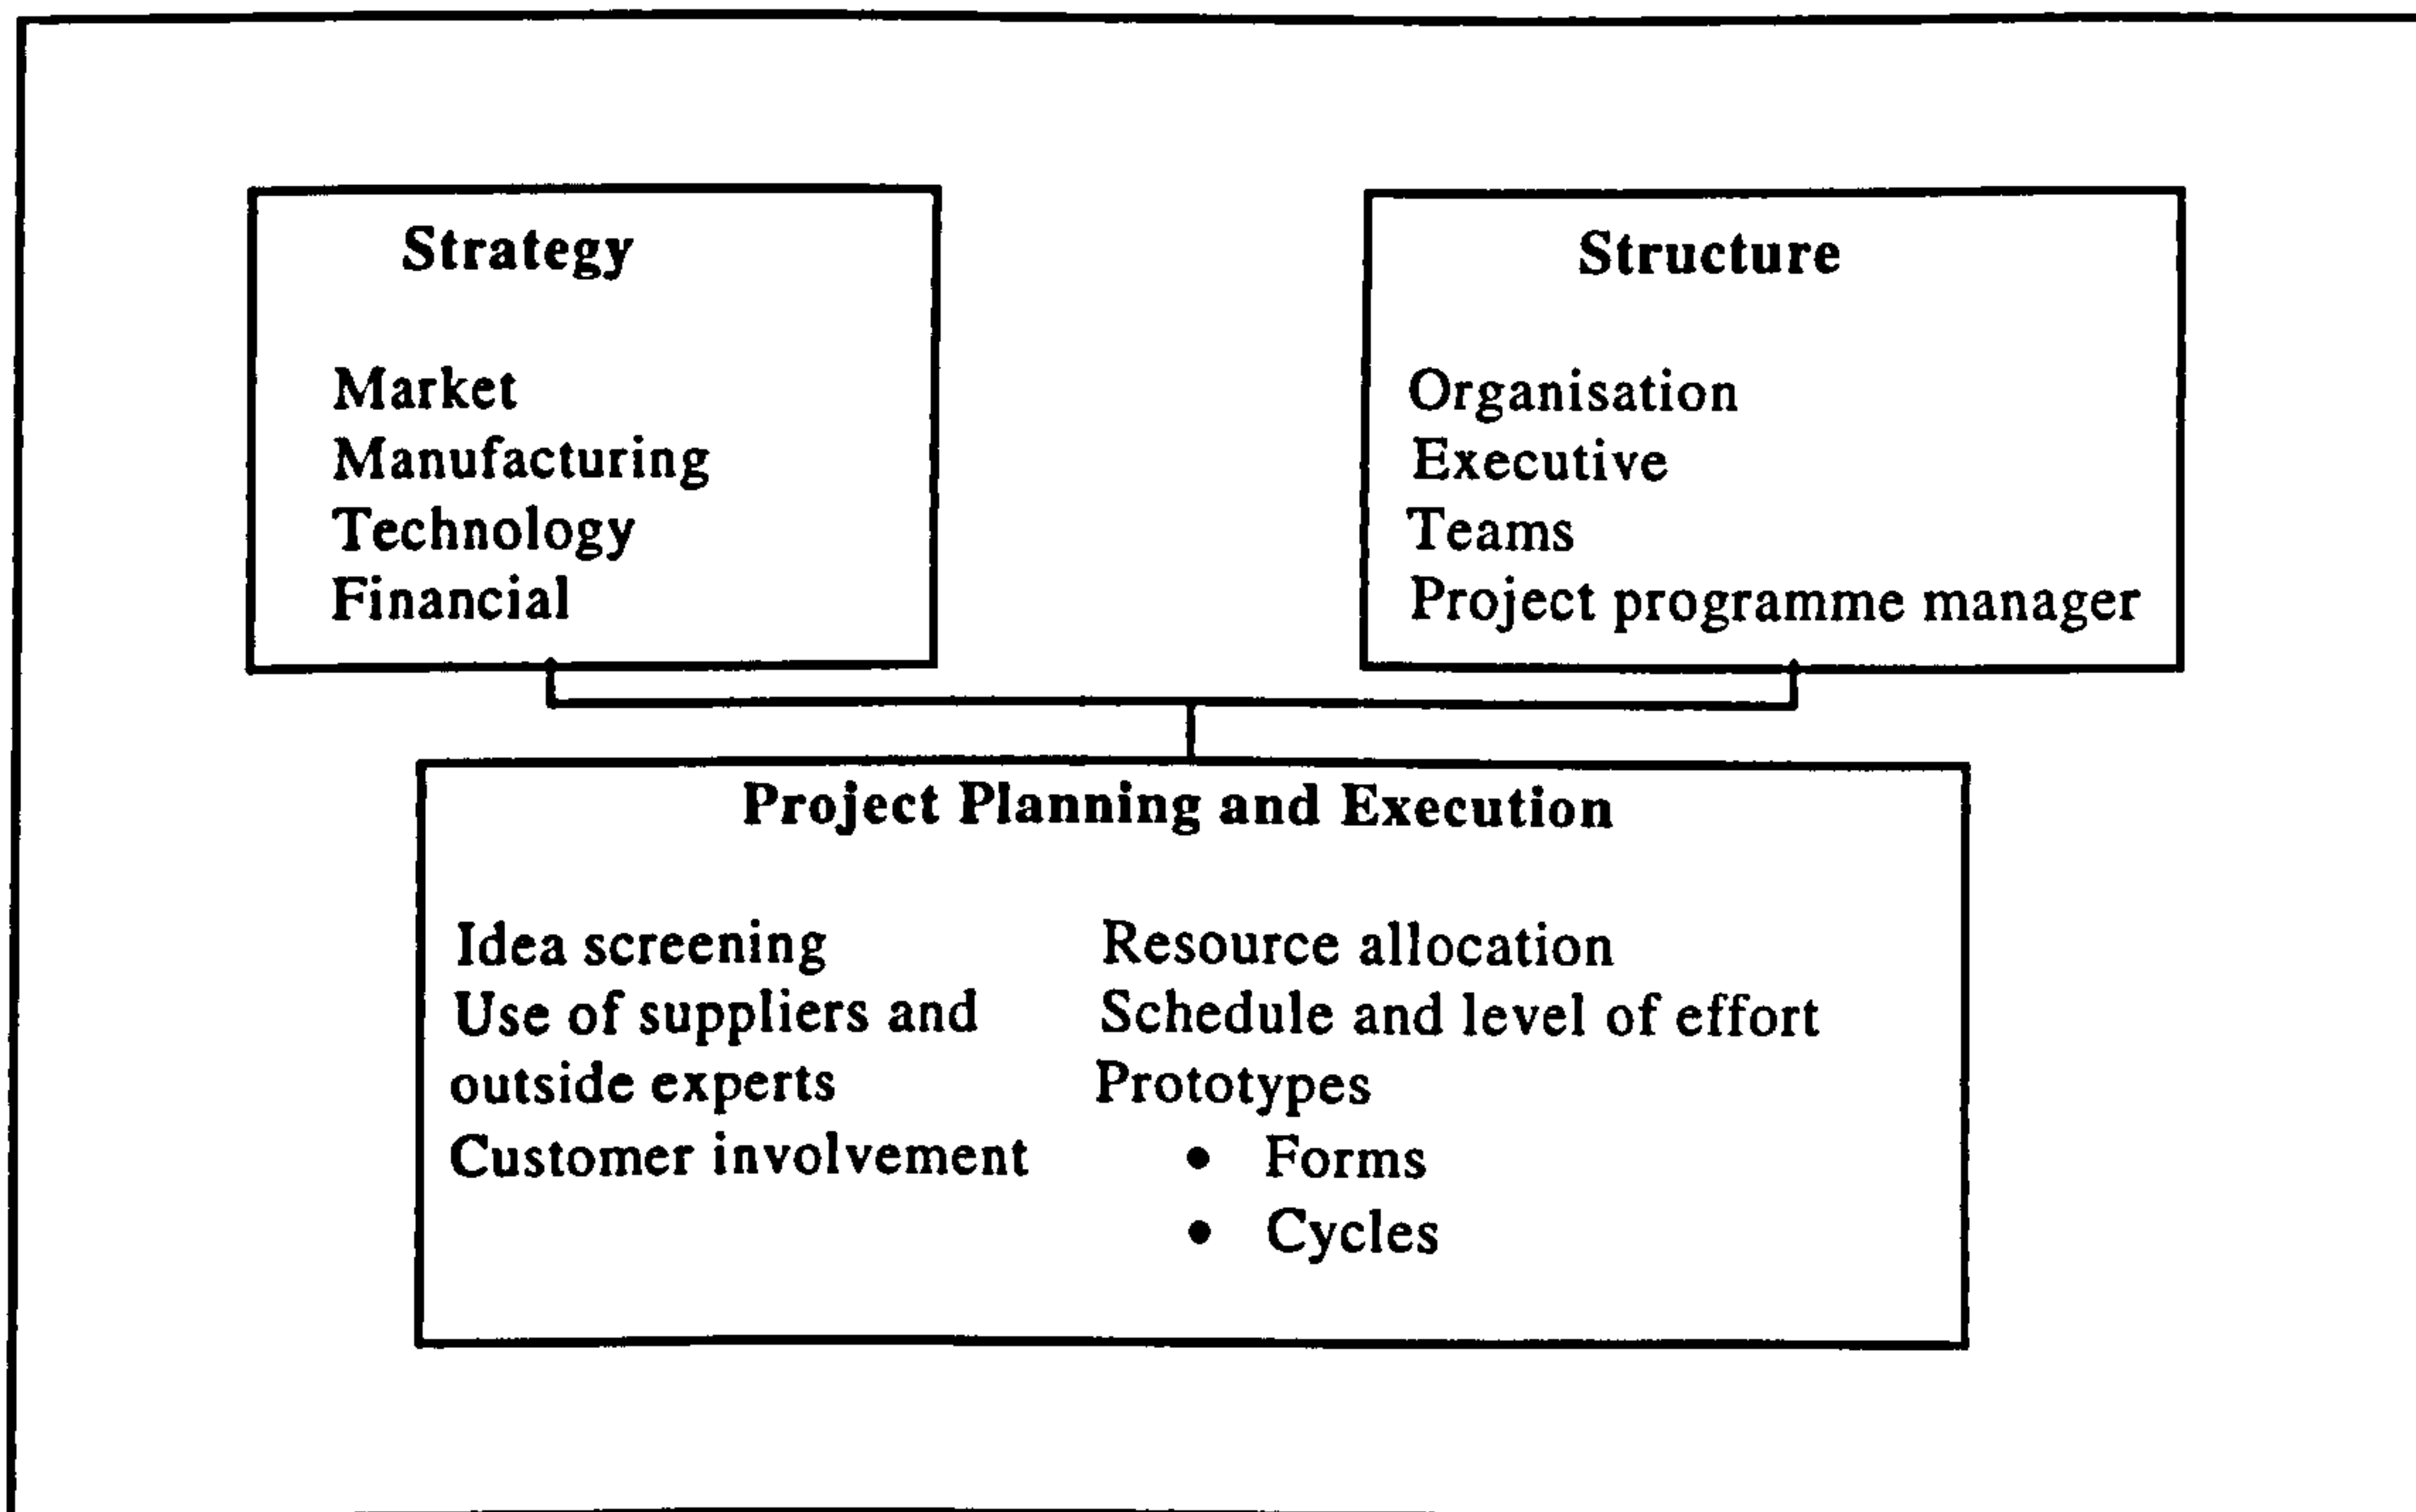 Strategy
Market
Manufacturing
Technology
Financial
Structure
Organisation
Executive
Teams
Project programme manager
Project Planning and Execution
Idea screening
Use of suppliers and
outside experts
Customer involvement
Resource allocation
Schedule and level of effort
Prototypes
• Forms
• Cycles